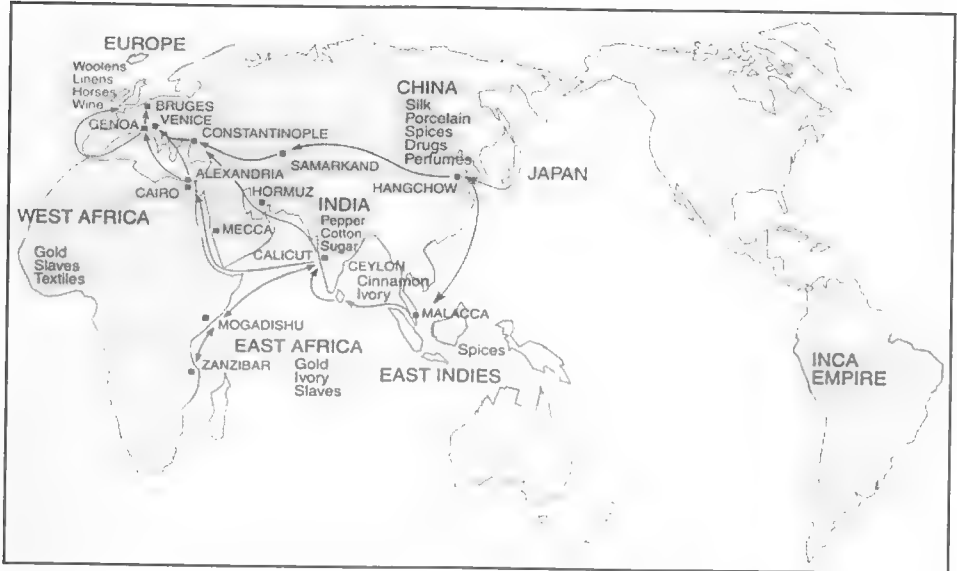 EUROPE
Woolens
Linens
Horses
Wine
BRUGES
VENICE
GENOA
CONSTANTINOPLE
CHINA
Silk
Porcelain
Spices
Drugs
Perfumes
SAMARKAND
ALEXANDRIA
CAIRO
HORMUZ
HANGCHOW
JAPAN
WEST AFRICA
Gold
Slaves
Textiles
MECCA
INDIA
Pepper
Cotton
Sugar
CALICUT
CEYLON
Cinnamon
Ivory
MALACCA
MOGADISHU
Spices
EAST AFRICA
Gold
Ivory
Slaves
ZANZIBAR
EAST INDIES
INCA
EMPIRE